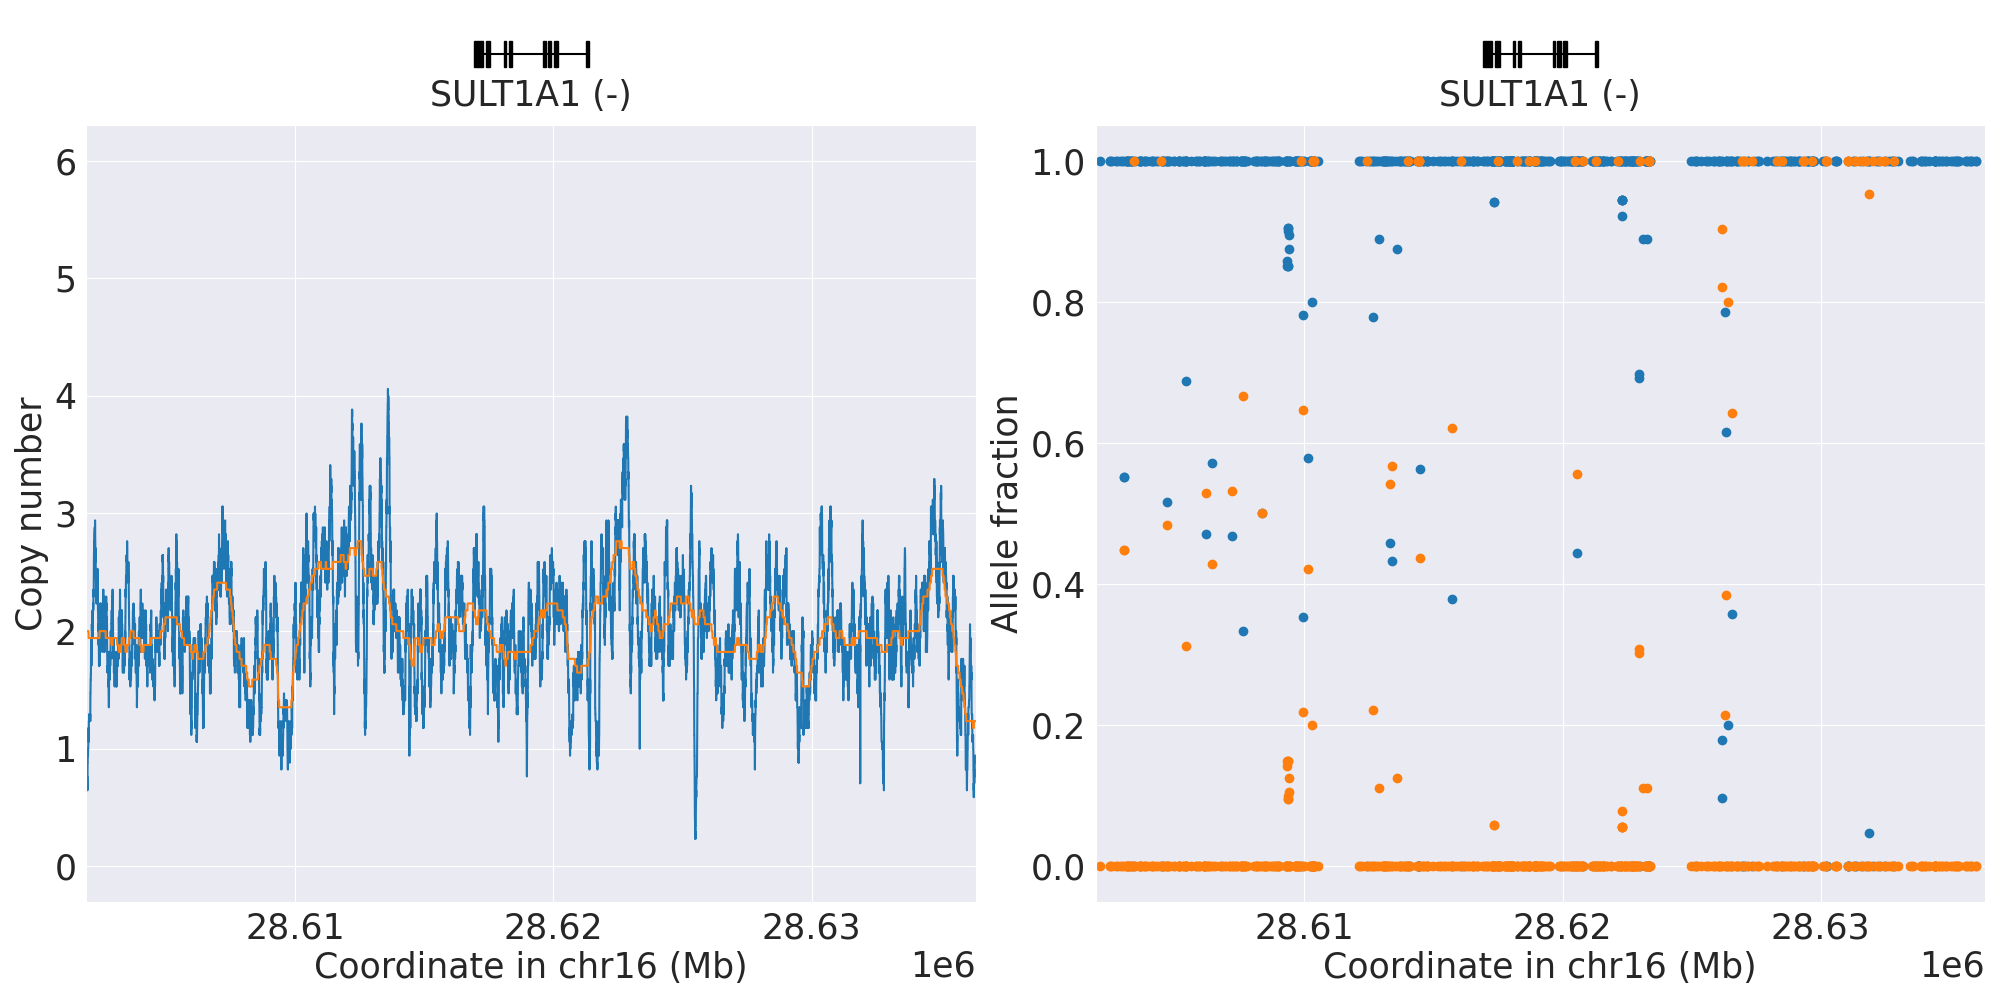 SULT1A1 (-)
6
5
4
3
2
1
0
Copy number
28.61
28.62
28.63
Coordinate in chr16 (Mb)
1e6
SULT1A1 (-)
1.0
0.8
0.6
0.4
0.2
0.0
Allele fraction
28.61
28.62
28.63
Coordinate in chr16 (Mb)
1e6